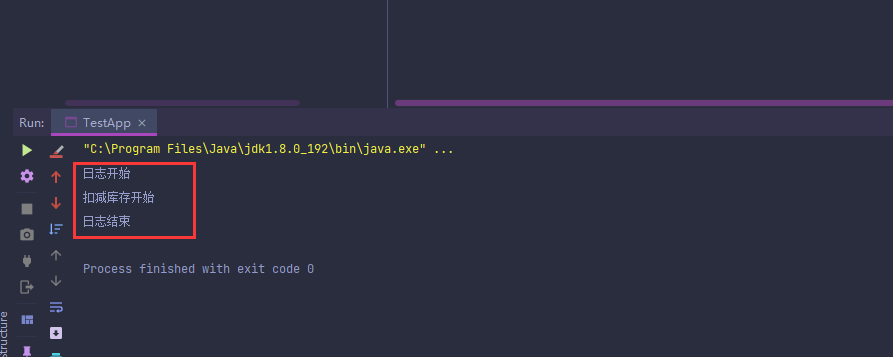 Run:
TestApp ×
"C:\Program Files\Java\jdk1.8.0_192\bin\java.exe" ...
日志开始
扣减库存开始
日志结束
Process finished with exit code 0
Structure